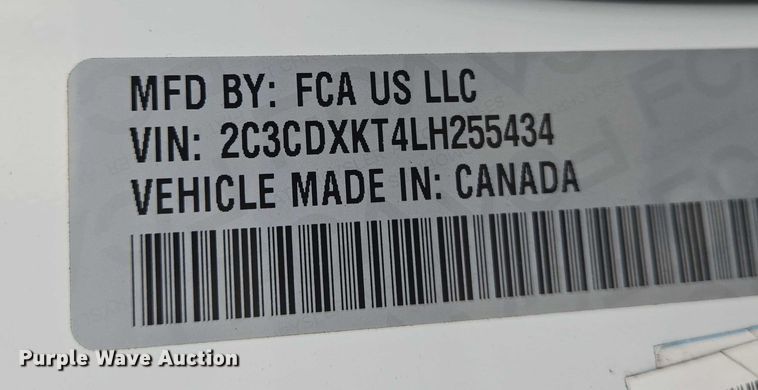 MFD BY: FCA US LLC
VIN: 2C3CDXKT4LH255434
VEHICLE MADE IN: CANADA
Purple Wave Auction